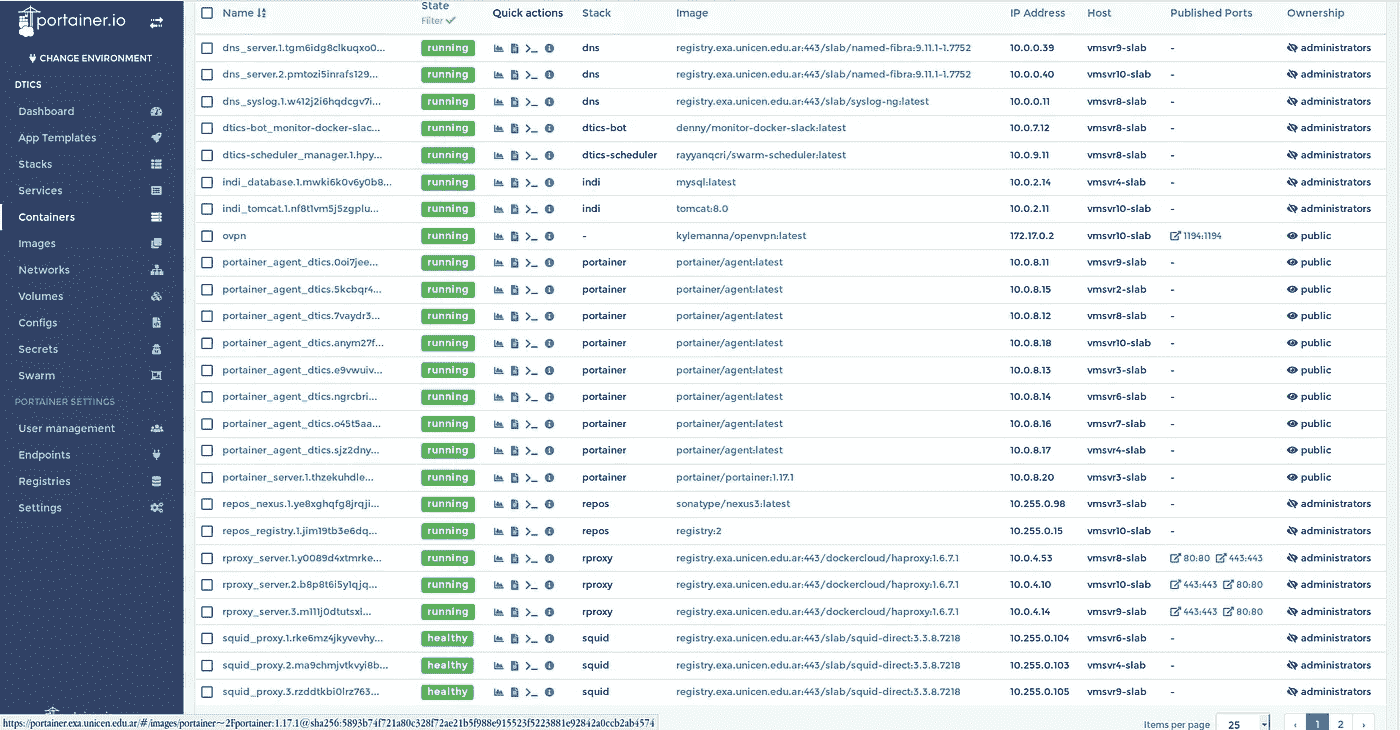 portainer.io
CHANGE ENVIRONMENT
DTICS
Dashboard
App Templates
Stacks
Services
Containers
Images
Networks
Volumes
Configs
Secrets
Swarm
PORTAINER SETTINGS
User management
Endpoints
Registries
Settings
Name State Filter Quick actions Stack Image IP Address Host Published Ports Ownership
dns_server.1.tgm6idg8clkuqxo0... running dns registry.exa.unicen.edu.ar:443/slab/named-fibra:9.11.1-1.7752 10.0.0.39 vmsvr9-slab - administrators
dns_server.2.pmtozi5inrafs129... running dns registry.exa.unicen.edu.ar:443/slab/named-fibra:9.11.1-1.7752 10.0.0.40 vmsvr10-slab - administrators
dns_syslog.1.w412j2i6hqdcgv7i... running dns registry.exa.unicen.edu.ar:443/slab/syslog-ng:latest 10.0.0.11 vmsvr8-slab - administrators
dtics-bot_monitor-docker-slac... running dtics-bot denny/monitor-docker-slack:latest 10.0.7.12 vmsvr8-slab - administrators
dtics-scheduler_manager.1.hpy... running dtics-scheduler rayyanqcri/swarm-scheduler:latest 10.0.9.11 vmsvr8-slab - administrators
indi_database.1.mwki6k0v6y0b8... running indi mysql:latest 10.0.2.14 vmsvr4-slab - administrators
indi_tomcat.1.nf8t1vm5j5zgplu... running indi tomcat:8.0 10.0.2.11 vmsvr10-slab - administrators
ovpn running - kylemanna/openvpn:latest 172.17.0.2 vmsvr10-slab 1194:1194 public
portainer_agent_dtics.0oi7jee... running portainer portainer/agent:latest 10.0.8.11 vmsvr9-slab - public
portainer_agent_dtics.5kcbqr4... running portainer portainer/agent:latest 10.0.8.15 vmsvr2-slab - public
portainer_agent_dtics.7vaydr3... running portainer portainer/agent:latest 10.0.8.12 vmsvr8-slab - public
portainer_agent_dtics.anym27f... running portainer portainer/agent:latest 10.0.8.18 vmsvr10-slab - public
portainer_agent_dtics.e9vwuiv... running portainer portainer/agent:latest 10.0.8.13 vmsvr3-slab - public
portainer_agent_dtics.ngrcbri... running portainer portainer/agent:latest 10.0.8.14 vmsvr6-slab - public
portainer_agent_dtics.o45t5aa... running portainer portainer/agent:latest 10.0.8.16 vmsvr7-slab - public
portainer_agent_dtics.sjz2dny... running portainer portainer/agent:latest 10.0.8.17 vmsvr4-slab - public
portainer_server.1.thzekuhdle... running portainer portainer/portainer:1.17.1 10.0.8.20 vmsvr3-slab - public
repos_nexus.1.ye8xghqfg8jrqji... running repos sonatype/nexus3:latest 10.255.0.98 vmsvr3-slab - administrators
repos_registry.1.jim19tb3e6dq... running repos registry:2 10.255.0.15 vmsvr10-slab - administrators
rproxy_server.1.y0089d4xtmrke... running rproxy registry.exa.unicen.edu.ar:443/dockercloud/haproxy:1.6.7.1 10.0.4.53 vmsvr8-slab 80:80 443:443 administrators
rproxy_server.2.b8p8t6i5y1qjq... running rproxy registry.exa.unicen.edu.ar:443/dockercloud/haproxy:1.6.7.1 10.0.4.10 vmsvr10-slab 443:443 80:80 administrators
rproxy_server.3.m111j0dtutsxi... running rproxy registry.exa.unicen.edu.ar:443/dockercloud/haproxy:1.6.7.1 10.0.4.14 vmsvr9-slab 443:443 80:80 administrators
squid_proxy.1.rke6mz4jkyvevhy... healthy squid registry.exa.unicen.edu.ar:443/slab/squid-direct:3.3.8.7218 10.255.0.104 vmsvr6-slab - administrators
squid_proxy.2.ma9chmjvtkvyi8b... healthy squid registry.exa.unicen.edu.ar:443/slab/squid-direct:3.3.8.7218 10.255.0.103 vmsvr4-slab - administrators
squid_proxy.3.rzddtkbi0lrz763... healthy squid registry.exa.unicen.edu.ar:443/slab/squid-direct:3.3.8.7218 10.255.0.105 vmsvr9-slab - administrators
https://portainer.exa.unicen.edu.ar/#/images/portainer~2Fportainer:1.17.1@sha256:5893b74f721a80c328f72ae21b5f988e915523f5223881e92842a0ccb2ab4574
Items per page 25 ‹ 1 2 ›